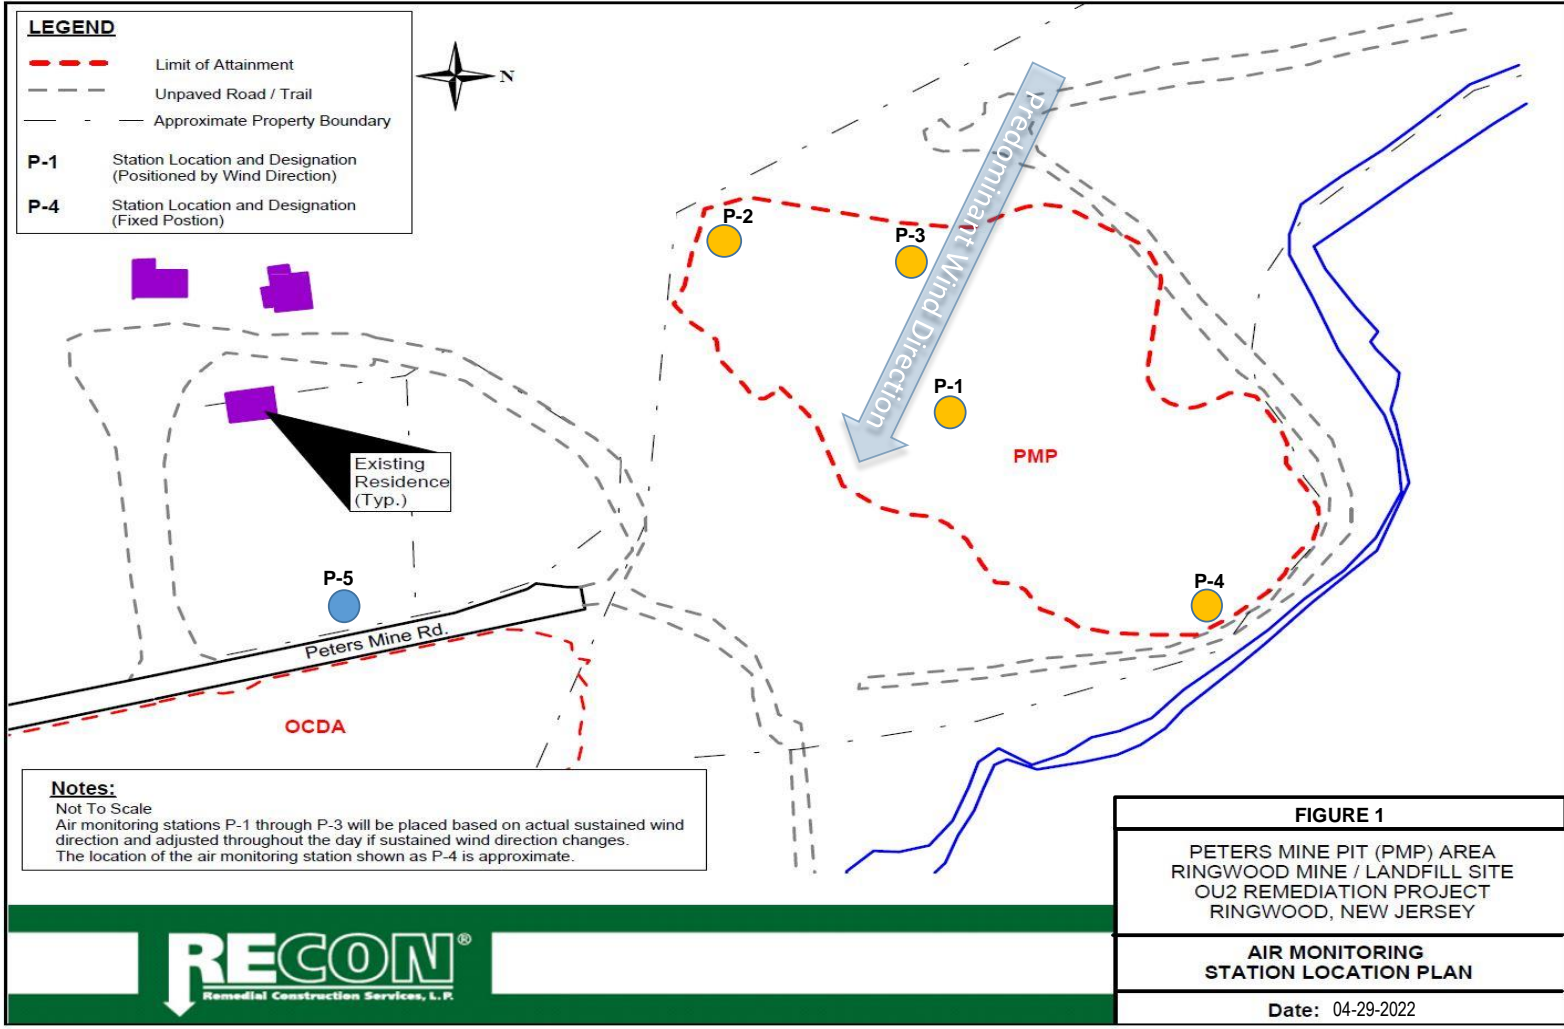 LEGEND
Limit of Attainment
Unpaved Road / Trail
Approximate Property Boundary
P-1 Station Location and Designation
(Positioned by Wind Direction)
P-4 Station Location and Designation
(Fixed Postion)
N
Predominant Wind Direction
P-2
P-3
P-1
PMP
P-4
Existing
Residence
(Typ.)
P-5
Peters Mine Rd.
OCDA
Notes:
Not To Scale
Air monitoring stations P-1 through P-3 will be placed based on actual sustained wind
direction and adjusted throughout the day if sustained wind direction changes.
The location of the air monitoring station shown as P-4 is approximate.
RECON®
Remedial Construction Services, L.P.
FIGURE 1
PETERS MINE PIT (PMP) AREA
RINGWOOD MINE / LANDFILL SITE
OU2 REMEDIATION PROJECT
RINGWOOD, NEW JERSEY
AIR MONITORING
STATION LOCATION PLAN
Date: 04-29-2022